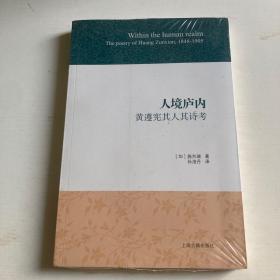 Within the human realm
The poetry of Huang Zunxian, 1848-1905
人境庐内
黄遵宪其人其诗考
[加] 施吉瑞 著
孙洛丹 译
上海古籍出版社